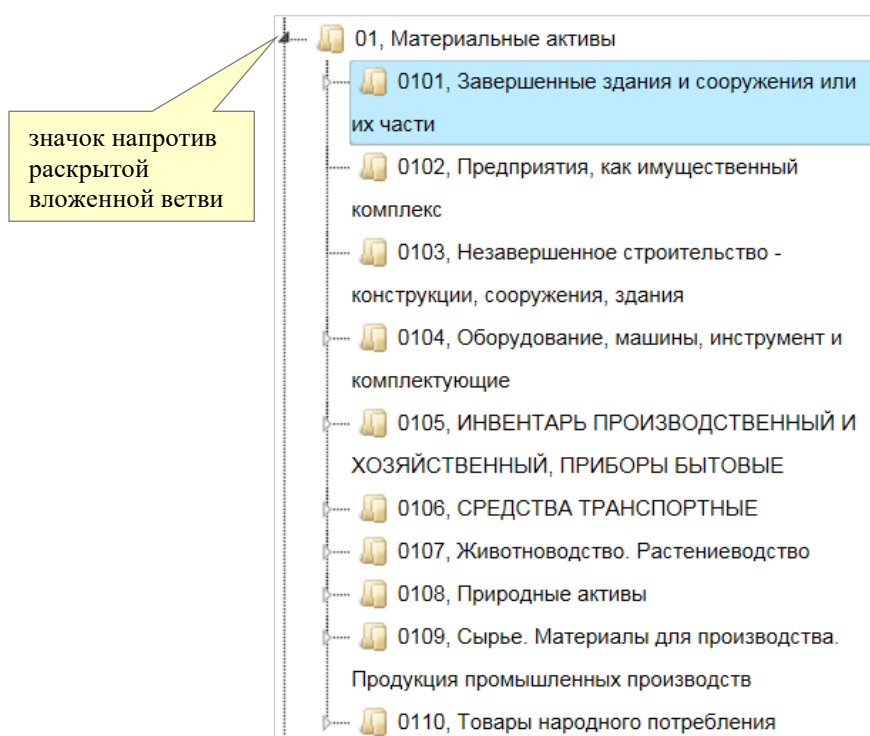 01, Материальные активы
0101, Завершенные здания и сооружения или
их части
значок напротив
раскрытой
вложенной ветви
0102, Предприятия, как имущественный
комплекс
0103, Незавершенное строительство -
конструкции, сооружения, здания
0104, Оборудование, машины, инструмент и
комплектующие
0105, ИНВЕНТАРЬ ПРОИЗВОДСТВЕННЫЙ И
ХОЗЯЙСТВЕННЫЙ, ПРИБОРЫ БЫТОВЫЕ
0106, СРЕДСТВА ТРАНСПОРТНЫЕ
0107, Животноводство. Растениеводство
0108, Природные активы
0109, Сырье. Материалы для производства.
Продукция промышленных производств
0110, Товары народного потребления